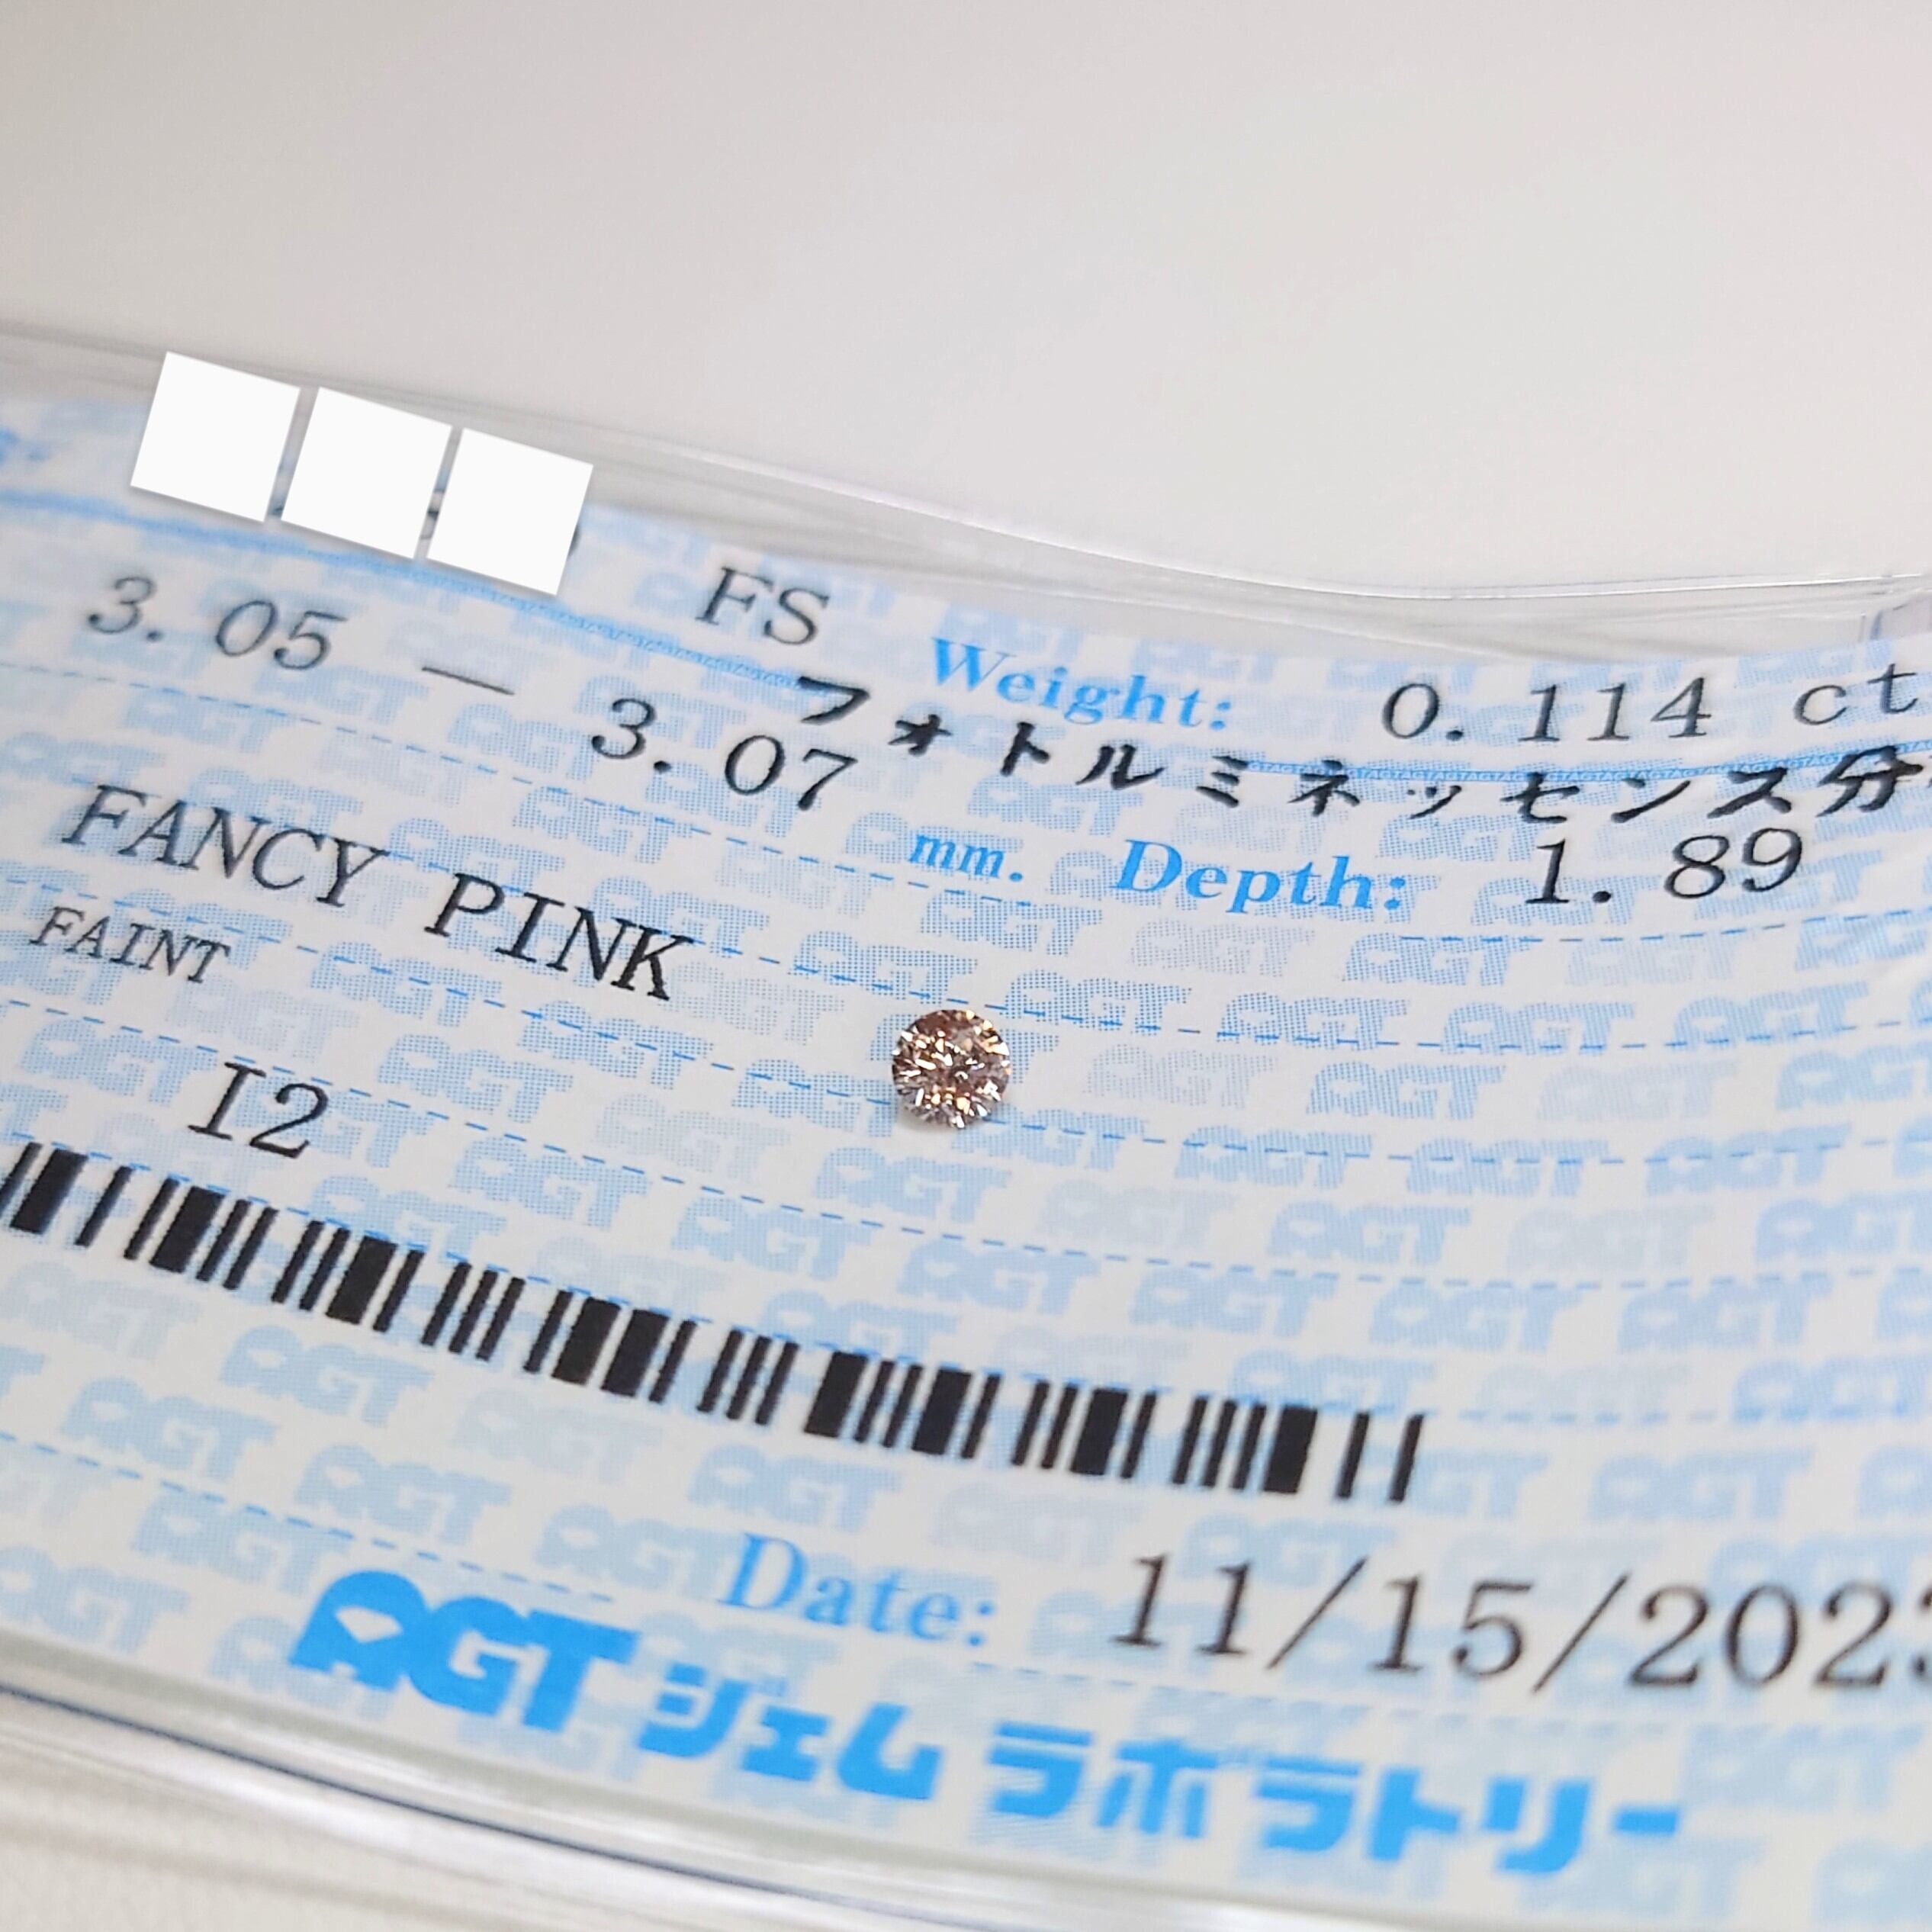 FS
Weight: 0.114 ct
フォトルミネッセンス分
3.05 — 3.07 mm. Depth: 1.89
FANCY PINK
FAINT
I2
Date: 11/15/2023
AGT ジェム ラボラトリー